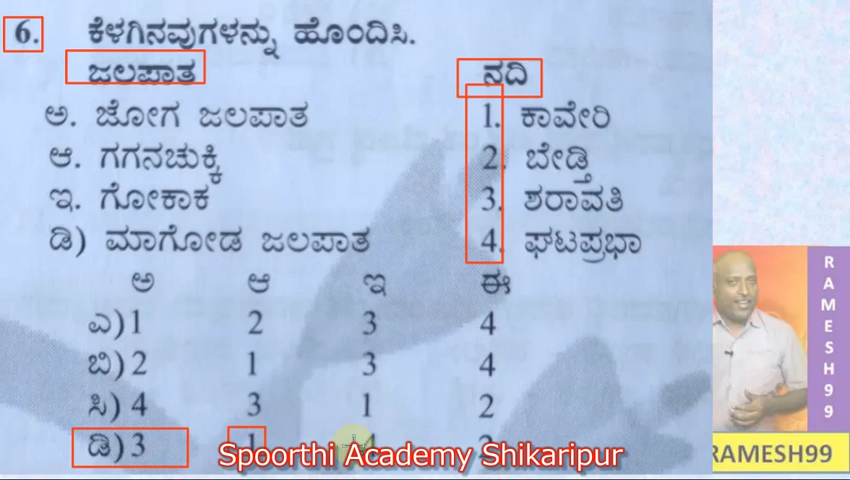 6. ಕೆಳಗಿನವುಗಳನ್ನು ಹೊಂದಿಸಿ.
ಜಲಪಾತ ನದಿ
ಅ. ಜೋಗ ಜಲಪಾತ 1. ಕಾವೇರಿ
ಆ. ಗಗನಚುಕ್ಕಿ 2. ಬೇಡ್ತಿ
ಇ. ಗೋಕಾಕ 3. ಶರಾವತಿ
ಡಿ) ಮಾಗೋಡ ಜಲಪಾತ 4. ಘಟಪ್ರಭಾ
ಅ ಆ ಇ ಈ
ಎ) 1 2 3 4
ಬಿ) 2 1 3 4
ಸಿ) 4 3 1 2
ಡಿ) 3 1 4
Spoorthi Academy Shikaripur
RAMESH99
RAMESH99